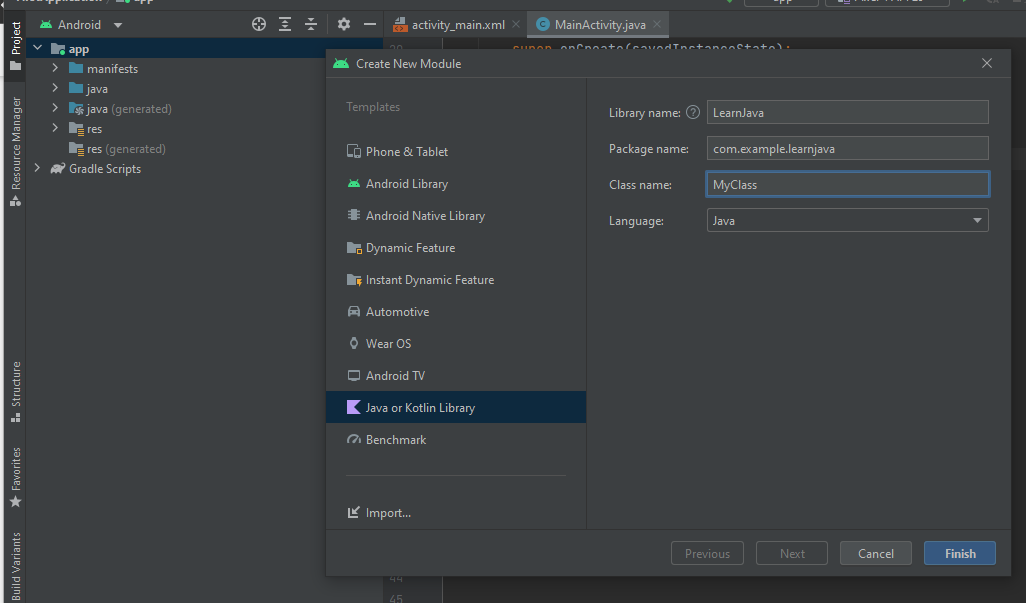 Android
activity_main.xml
MainActivity.java
Project
app
manifests
java
java (generated)
res
res (generated)
Gradle Scripts
Resource Manager
Structure
Favorites
Build Variants
super.onCreate(savedInstanceState);
Create New Module
Templates
Phone & Tablet
Android Library
Android Native Library
Dynamic Feature
Instant Dynamic Feature
Automotive
Wear OS
Android TV
Java or Kotlin Library
Benchmark
Import...
Library name: ? LearnJava
Package name: com.example.learnjava
Class name: MyClass
Language: Java
Previous
Next
Cancel
Finish
44
45